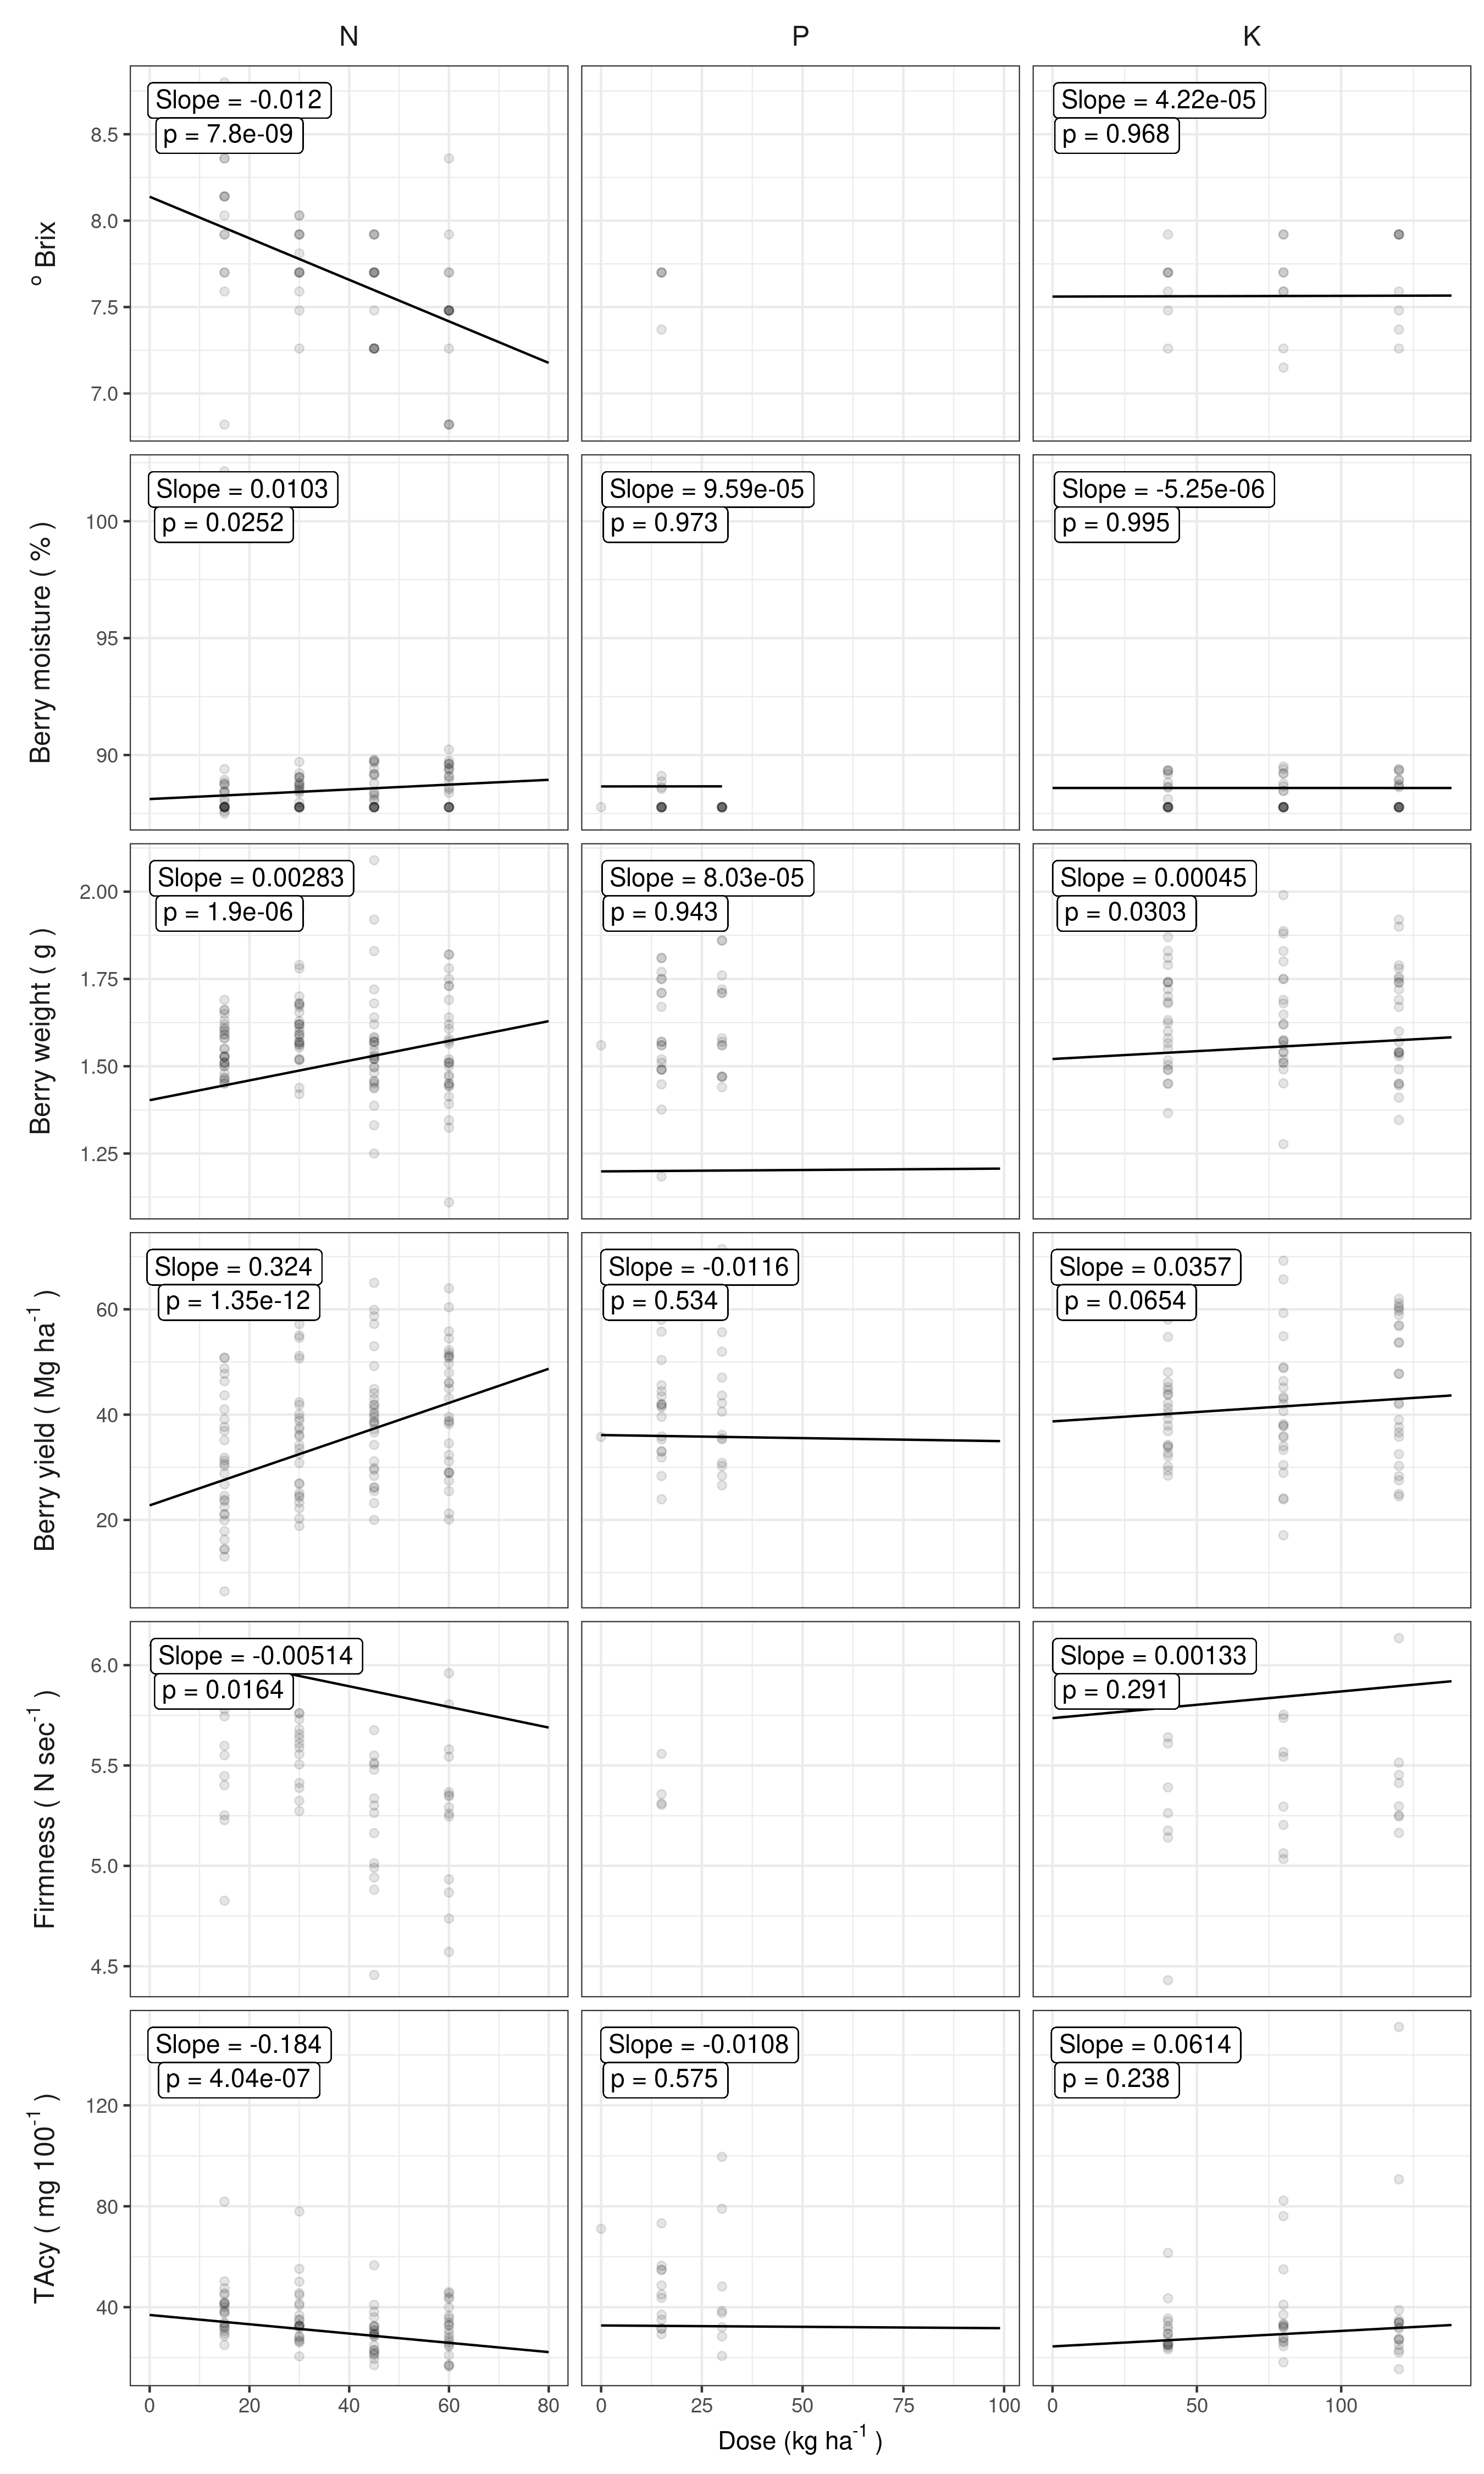 N P K
Slope = -0.012
p = 7.8e-09
Slope = 4.22e-05
p = 0.968
º Brix
8.5
8.0
7.5
7.0
Slope = 0.0103
p = 0.0252
Slope = 9.59e-05
p = 0.973
Slope = -5.25e-06
p = 0.995
Berry moisture ( % )
100
95
90
Slope = 0.00283
p = 1.9e-06
Slope = 8.03e-05
p = 0.943
Slope = 0.00045
p = 0.0303
Berry weight ( g )
2.00
1.75
1.50
1.25
Slope = 0.324
p = 1.35e-12
Slope = -0.0116
p = 0.534
Slope = 0.0357
p = 0.0654
Berry yield ( Mg ha⁻¹ )
60
40
20
Slope = -0.00514
p = 0.0164
Slope = 0.00133
p = 0.291
Firmness ( N sec⁻¹ )
6.0
5.5
5.0
4.5
Slope = -0.184
p = 4.04e-07
Slope = -0.0108
p = 0.575
Slope = 0.0614
p = 0.238
TAcy ( mg 100⁻¹ )
120
80
40
0 20 40 60 80 0 25 50 75 100 0 50 100
Dose (kg ha⁻¹ )